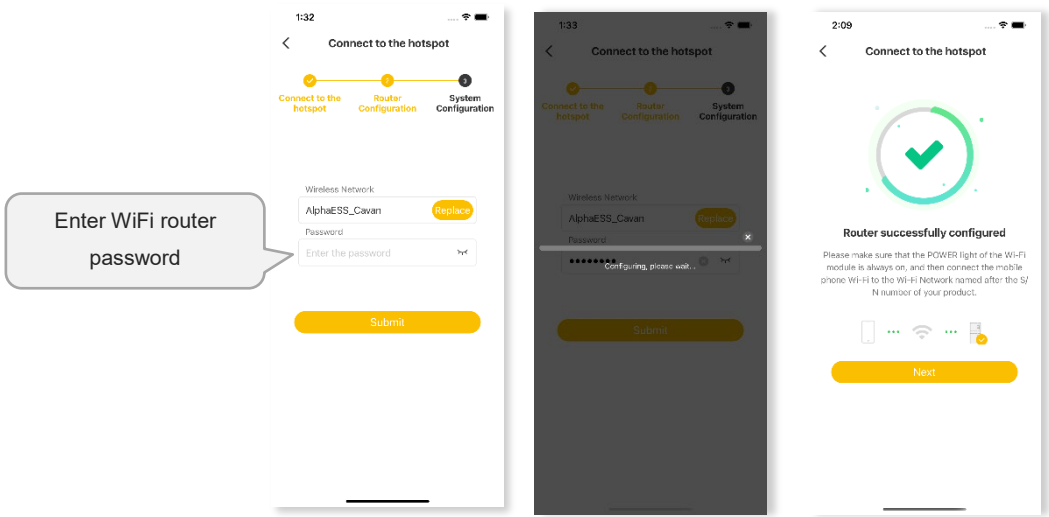 Enter WiFi router
password
1:32
Connect to the hotspot
2
3
Connect to the
hotspot
Router
Configuration
System
Configuration
Wireless Network
AlphaESS_Cavan
Replace
Password
Enter the password
Submit
1:33
Connect to the hotspot
2
3
Connect to the
hotspot
Router
Configuration
System
Configuration
Wireless Network
AlphaESS_Cavan
Replace
Password
Configuring, please wait...
Submit
2:09
Connect to the hotspot
Router successfully configured
Please make sure that the POWER light of the Wi-Fi
module is always on, and then connect the mobile
phone Wi-Fi to the Wi-Fi Network named after the S/
N number of your product.
Next